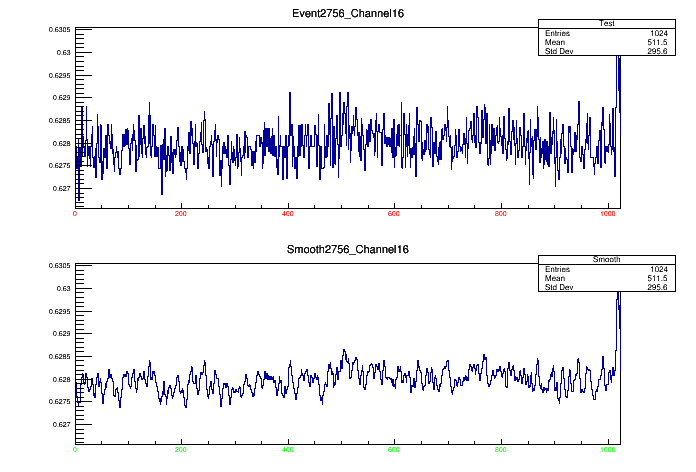 Event2756_Channel16
Test
Entries 1024
Mean 511.5
Std Dev 295.6
0.6305
0.63
0.6295
0.629
0.6285
0.628
0.6275
0.627
0 200 400 600 800 1000
Smooth2756_Channel16
Smooth
Entries 1024
Mean 511.5
Std Dev 295.6
0.6305
0.63
0.6295
0.629
0.6285
0.628
0.6275
0.627
0 200 400 600 800 1000